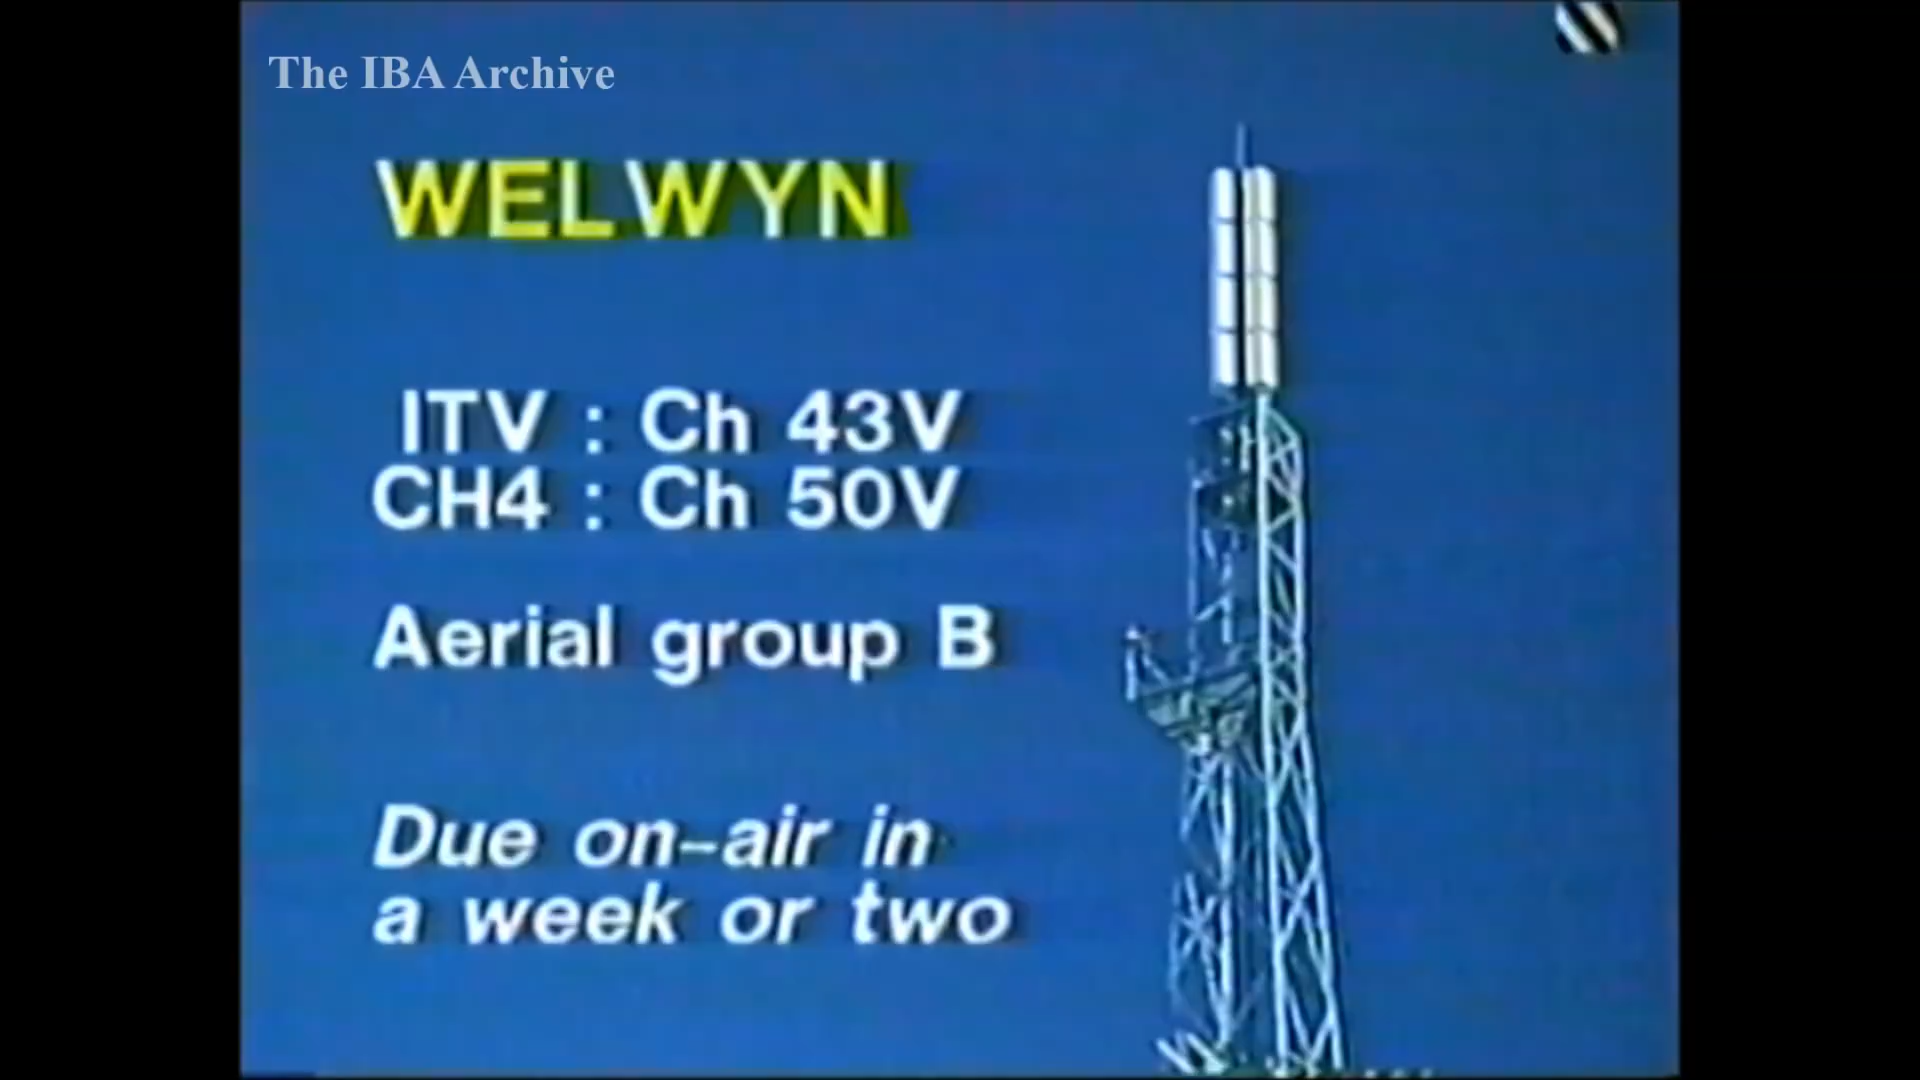 The IBA Archive
WELWYN
ITV : Ch 43V
CH4 : Ch 50V
Aerial group B
Due on-air in
a week or two